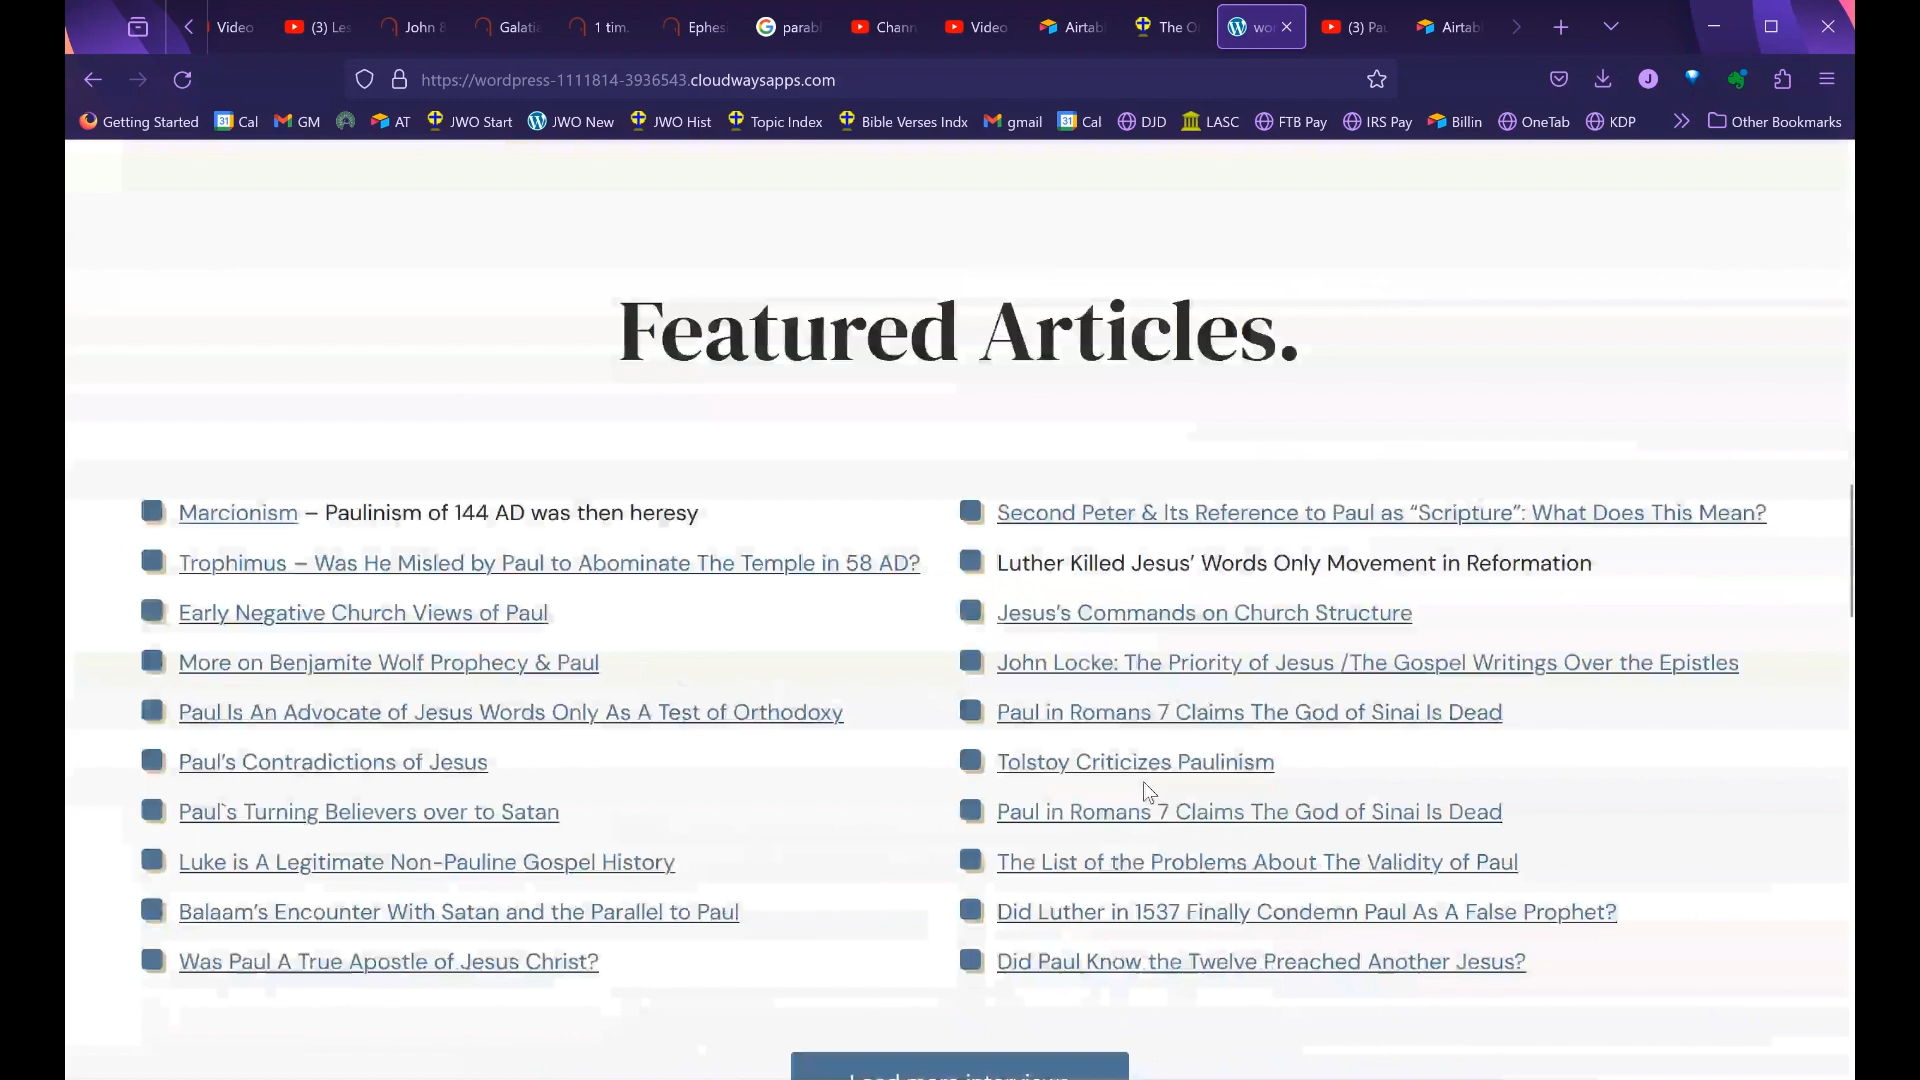 Video
(3) Les
John 8
Galati
1 tim.
Ephes
parabl
Chann
Video
Airtab
The O
wor
(3) Pau
Airtab
https://wordpress-1111814-3936543.cloudwaysapps.com
J
Getting Started
31 Cal
GM
AT
JWO Start
JWO New
JWO Hist
Topic Index
Bible Verses Indx
gmail
31 Cal
DJD
LASC
FTB Pay
IRS Pay
Billin
OneTab
KDP
Other Bookmarks
Featured Articles.
Marcionism – Paulinism of 144 AD was then heresy
Trophimus – Was He Misled by Paul to Abominate The Temple in 58 AD?
Early Negative Church Views of Paul
More on Benjamite Wolf Prophecy & Paul
Paul Is An Advocate of Jesus Words Only As A Test of Orthodoxy
Paul's Contradictions of Jesus
Paul`s Turning Believers over to Satan
Luke is A Legitimate Non-Pauline Gospel History
Balaam's Encounter With Satan and the Parallel to Paul
Was Paul A True Apostle of Jesus Christ?
Second Peter & Its Reference to Paul as “Scripture”: What Does This Mean?
Luther Killed Jesus’ Words Only Movement in Reformation
Jesus’s Commands on Church Structure
John Locke: The Priority of Jesus /The Gospel Writings Over the Epistles
Paul in Romans 7 Claims The God of Sinai Is Dead
Tolstoy Criticizes Paulinism
Paul in Romans 7 Claims The God of Sinai Is Dead
The List of the Problems About The Validity of Paul
Did Luther in 1537 Finally Condemn Paul As A False Prophet?
Did Paul Know the Twelve Preached Another Jesus?
Load more interviews